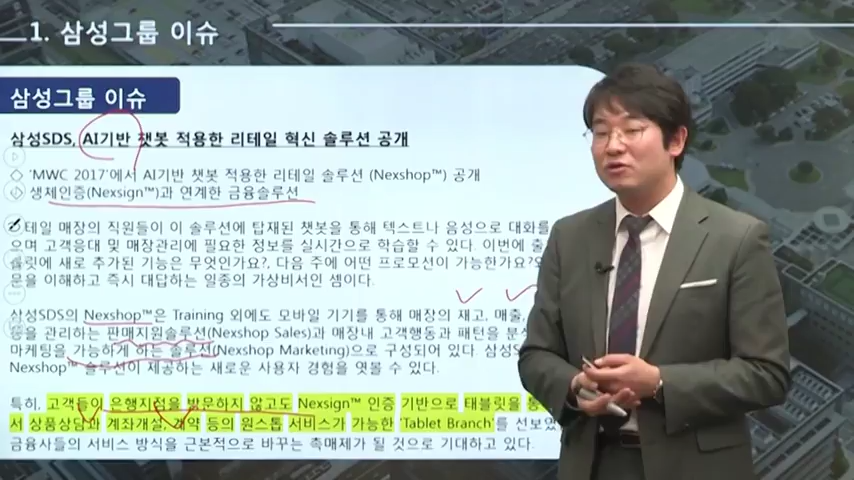 1. 삼성그룹 이슈
삼성그룹 이슈
삼성SDS, AI기반 챗봇 적용한 리테일 혁신 솔루션 공개
◇ 'MWC 2017'에서 AI기반 챗봇 적용한 리테일 솔루션 (Nexshop™) 공개
생체인증(Nexsign™)과 연계한 금융솔루션
테일 매장의 직원들이 이 솔루션에 탑재된 챗봇을 통해 텍스트나 음성으로 대화를
으며 고객응대 및 매장관리에 필요한 정보를 실시간으로 학습할 수 있다. 이번에 출
릿에 새로 추가된 기능은 무엇인가요?, 다음 주에 어떤 프로모션이 가능한가요?
문을 이해하고 즉시 대답하는 일종의 가상비서인 셈이다.
삼성SDS의 Nexshop™은 Training 외에도 모바일 기기를 통해 매장의 재고, 매출,
등을 관리하는 판매지원솔루션(Nexshop Sales)과 매장내 고객행동과 패턴을 분석
마케팅을 가능하게 하는 솔루션(Nexshop Marketing)으로 구성되어 있다. 삼성S
Nexshop™ 솔루션이 제공하는 새로운 사용자 경험을 엿볼 수 있다.
특히, 고객들이 은행지점을 방문하지 않고도 Nexsign™ 인증 기반으로 태블릿을 통
서 상품상담과 계좌개설, 계약 등의 원스톱 서비스가 가능한 'Tablet Branch'를 선보였
금융사들의 서비스 방식을 근본적으로 바꾸는 촉매제가 될 것으로 기대하고 있다.